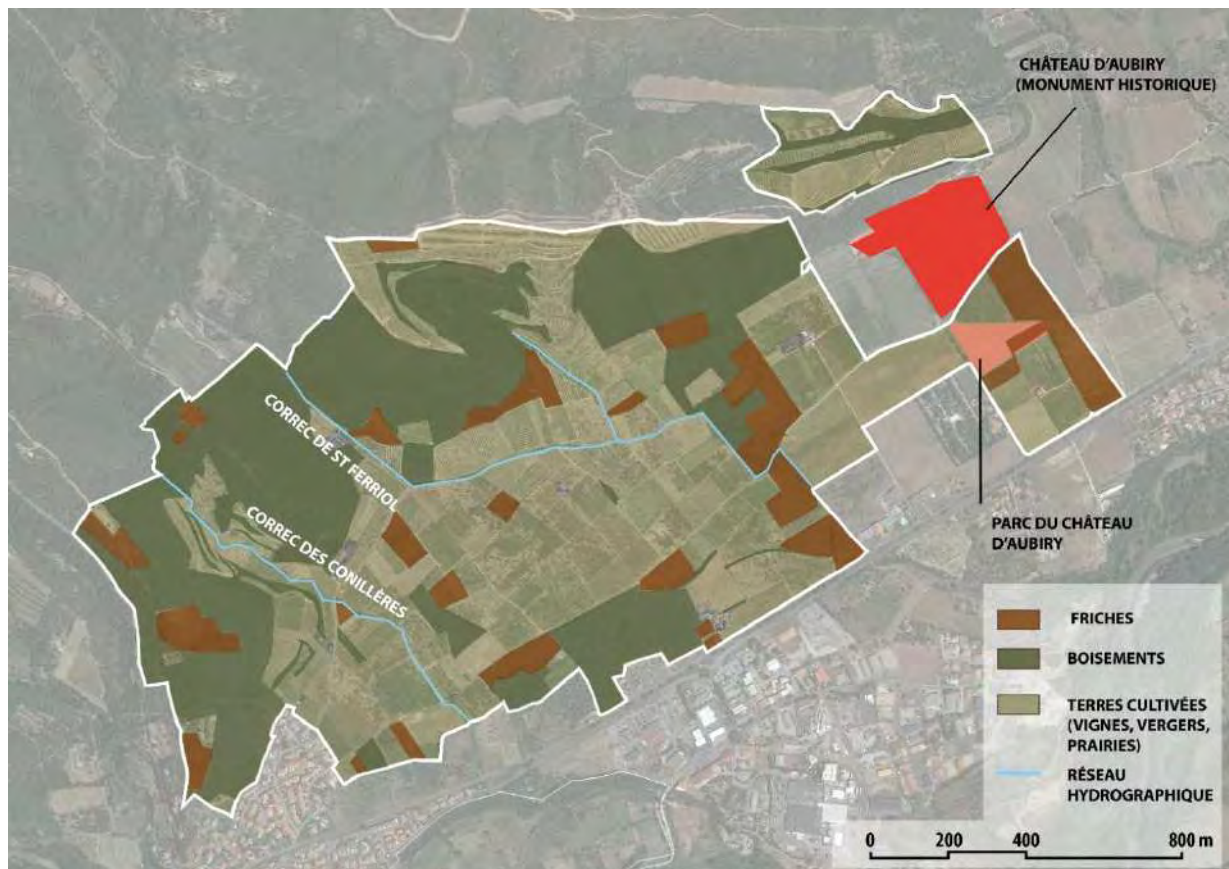 CHÂTEAU D'AUBIRY
(MONUMENT HISTORIQUE)
CORREC DE ST FERRIOL
CORREC DES CONILLÈRES
PARC DU CHÂTEAU
D'AUBIRY
FRICHES
BOISEMENTS
TERRES CULTIVÉES
(VIGNES, VERGERS,
PRAIRIES)
RÉSEAU
HYDROGRAPHIQUE
0 200 400 800 m